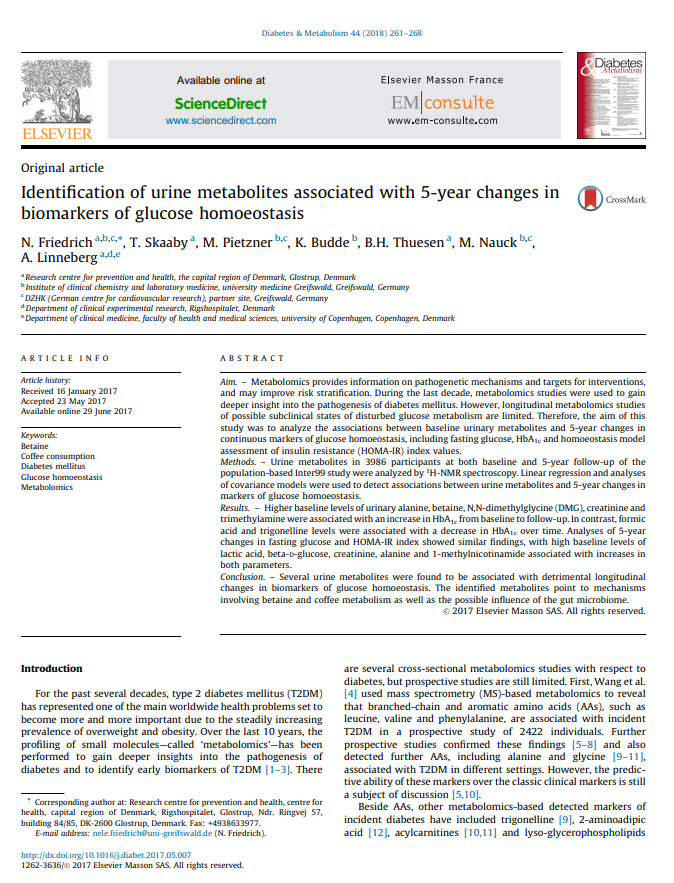 Diabetes & Metabolism 44 (2018) 261–268
ELSEVIER
Available online at
ScienceDirect
www.sciencedirect.com
Elsevier Masson France
EM|consulte
www.em-consulte.com
Diabetes
& Metabolism
Original article
Identification of urine metabolites associated with 5-year changes in
biomarkers of glucose homoeostasis
CrossMark
N. Friedrich a,b,c,*, T. Skaaby a, M. Pietzner b,c, K. Budde b, B.H. Thuesen a, M. Nauck b,c,
A. Linneberg a,d,e
a Research centre for prevention and health, the capital region of Denmark, Glostrup, Denmark
b Institute of clinical chemistry and laboratory medicine, university medicine Greifswald, Greifswald, Germany
c DZHK (German centre for cardiovascular research), partner site, Greifswald, Germany
d Department of clinical experimental research, Rigshospitalet, Denmark
e Department of clinical medicine, faculty of health and medical sciences, university of Copenhagen, Copenhagen, Denmark
ARTICLE INFO
Article history:
Received 16 January 2017
Accepted 23 May 2017
Available online 29 June 2017
Keywords:
Betaine
Coffee consumption
Diabetes mellitus
Glucose homoeostasis
Metabolomics
ABSTRACT
Aim. – Metabolomics provides information on pathogenetic mechanisms and targets for interventions,
and may improve risk stratification. During the last decade, metabolomics studies were used to gain
deeper insight into the pathogenesis of diabetes mellitus. However, longitudinal metabolomics studies
of possible subclinical states of disturbed glucose metabolism are limited. Therefore, the aim of this
study was to analyze the associations between baseline urinary metabolites and 5-year changes in
continuous markers of glucose homoeostasis, including fasting glucose, HbA1c and homoeostasis model
assessment of insulin resistance (HOMA-IR) index values.
Methods. – Urine metabolites in 3986 participants at both baseline and 5-year follow-up of the
population-based Inter99 study were analyzed by 1H-NMR spectroscopy. Linear regression and analyses
of covariance models were used to detect associations between urine metabolites and 5-year changes in
markers of glucose homoeostasis.
Results. – Higher baseline levels of urinary alanine, betaine, N,N-dimethylglycine (DMG), creatinine and
trimethylamine were associated with an increase in HbA1c from baseline to follow-up. In contrast, formic
acid and trigonelline levels were associated with a decrease in HbA1c over time. Analyses of 5-year
changes in fasting glucose and HOMA-IR index showed similar findings, with high baseline levels of
lactic acid, beta-D-glucose, creatinine, alanine and 1-methylnicotinamide associated with increases in
both parameters.
Conclusion. – Several urine metabolites were found to be associated with detrimental longitudinal
changes in biomarkers of glucose homoeostasis. The identified metabolites point to mechanisms
involving betaine and coffee metabolism as well as the possible influence of the gut microbiome.
© 2017 Elsevier Masson SAS. All rights reserved.
Introduction
For the past several decades, type 2 diabetes mellitus (T2DM)
has represented one of the main worldwide health problems set to
become more and more important due to the steadily increasing
prevalence of overweight and obesity. Over the last 10 years, the
profiling of small molecules—called ‘metabolomics’—has been
performed to gain deeper insights into the pathogenesis of
diabetes and to identify early biomarkers of T2DM [1–3]. There
* Corresponding author at: Research centre for prevention and health, centre for
health, capital region of Denmark, Rigshospitalet, Glostrup, Ndr. Ringvej 57,
building 84/85, DK-2600 Glostrup, Denmark. Fax: +4938633977.
E-mail address: nele.friedrich@uni-greifswald.de (N. Friedrich).
are several cross-sectional metabolomics studies with respect to
diabetes, but prospective studies are still limited. First, Wang et al.
[4] used mass spectrometry (MS)-based metabolomics to reveal
that branched-chain and aromatic amino acids (AAs), such as
leucine, valine and phenylalanine, are associated with incident
T2DM in a prospective study of 2422 individuals. Further
prospective studies confirmed these findings [5–8] and also
detected further AAs, including alanine and glycine [9–11],
associated with T2DM in different settings. However, the predic-
tive ability of these markers over the classic clinical markers is still
a subject of discussion [5,10].
Beside AAs, other metabolomics-based detected markers of
incident diabetes have included trigonelline [9], 2-aminoadipic
acid [12], acylcarnitines [10,11] and lyso-glycerophospholipids
http://dx.doi.org/10.1016/j.diabet.2017.05.007
1262-3636/© 2017 Elsevier Masson SAS. All rights reserved.